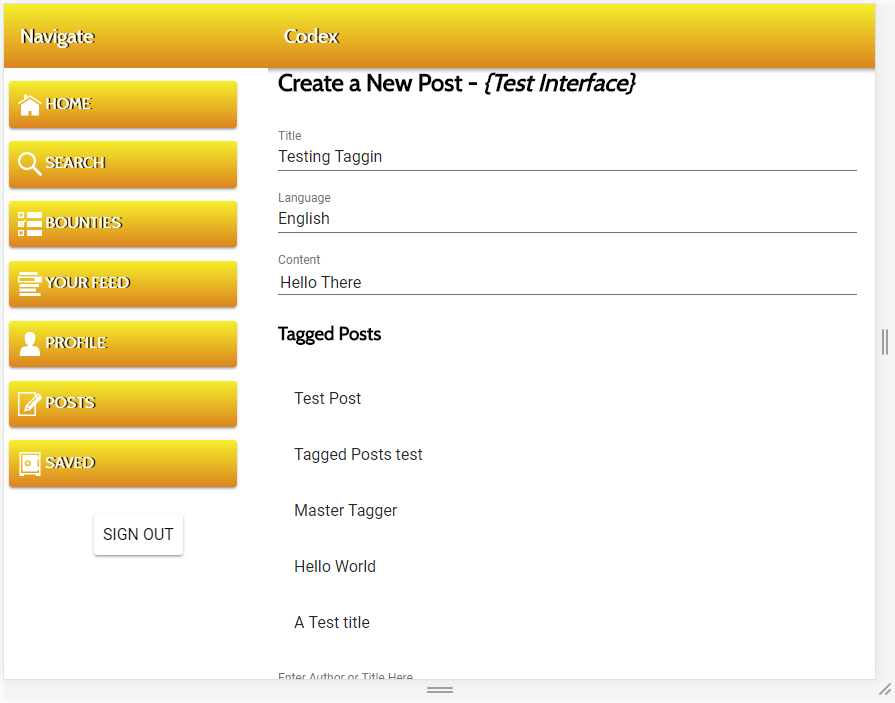 Navigate
Codex
HOME
SEARCH
BOUNTIES
YOUR FEED
PROFILE
POSTS
SAVED
SIGN OUT
Create a New Post - {Test Interface}
Title
Testing Taggin
Language
English
Content
Hello There
Tagged Posts
Test Post
Tagged Posts test
Master Tagger
Hello World
A Test title
Enter Author or Title Here